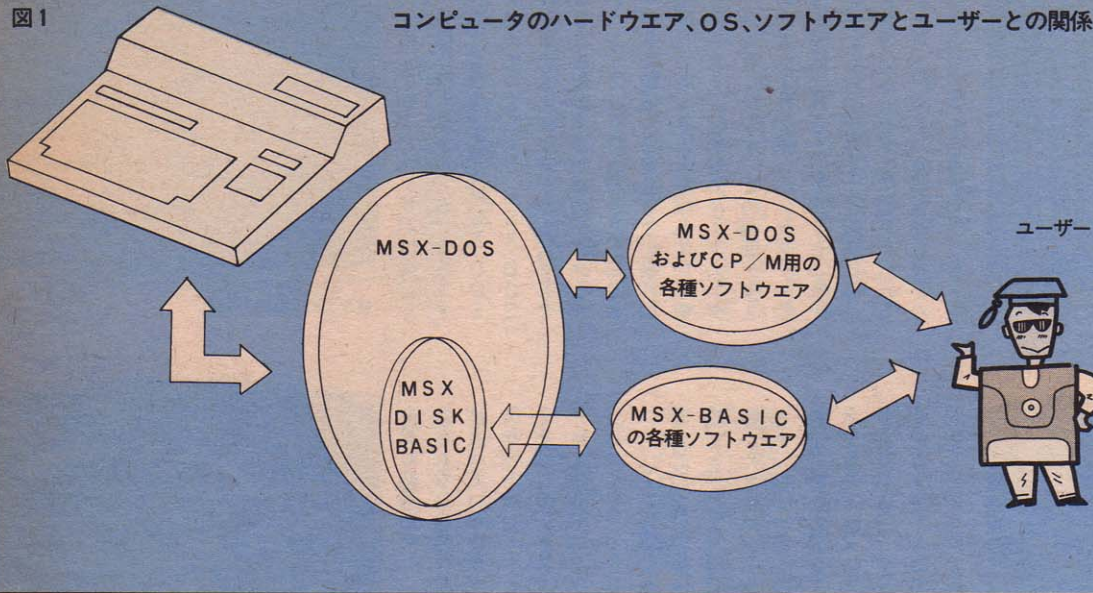 図1
コンピュータのハードウエア、OS、ソフトウエアとユーザーとの関係
MSX-DOS
MSX
DISK
BASIC
MSX-DOS
およびCP/M用の
各種ソフトウエア
MSX-BASIC
の各種ソフトウエア
ユーザー